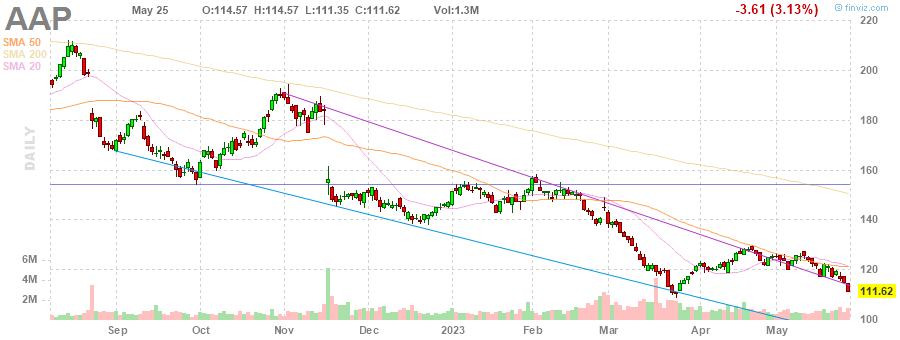 AAP May 25 O:114.57 H:114.57 L:111.35 C:111.62 Vol:1.3M -3.61 (3.13%) © finviz.com
SMA 50
SMA 200
SMA 20
DAILY
220
200
180
160
140
120
111.62
100
6M
4M
2M
Sep Oct Nov Dec 2023 Feb Mar Apr May